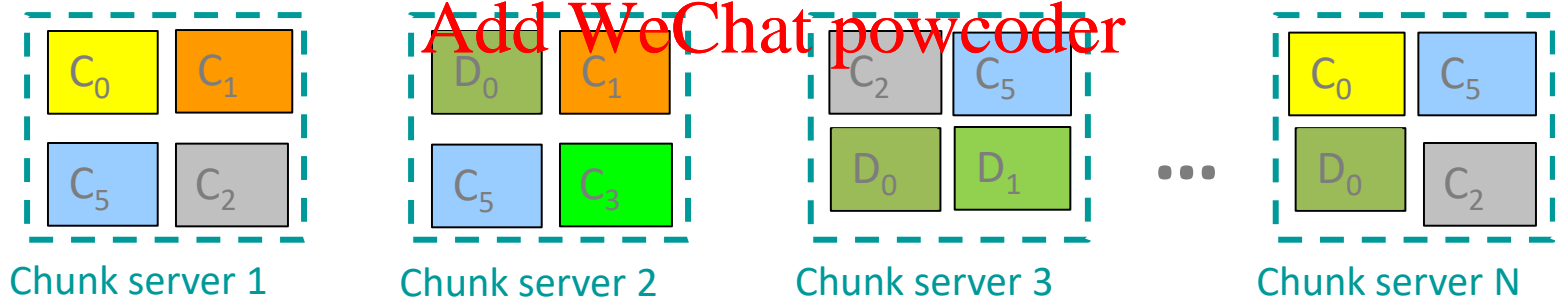 Add WeChat powcoder
C₀ C₁
C₅ C₂
Chunk server 1
D₀ C₁
C₅ C₃
Chunk server 2
C₂ C₅
D₀ D₁
Chunk server 3
...
C₀ C₅
D₀ C₂
Chunk server N